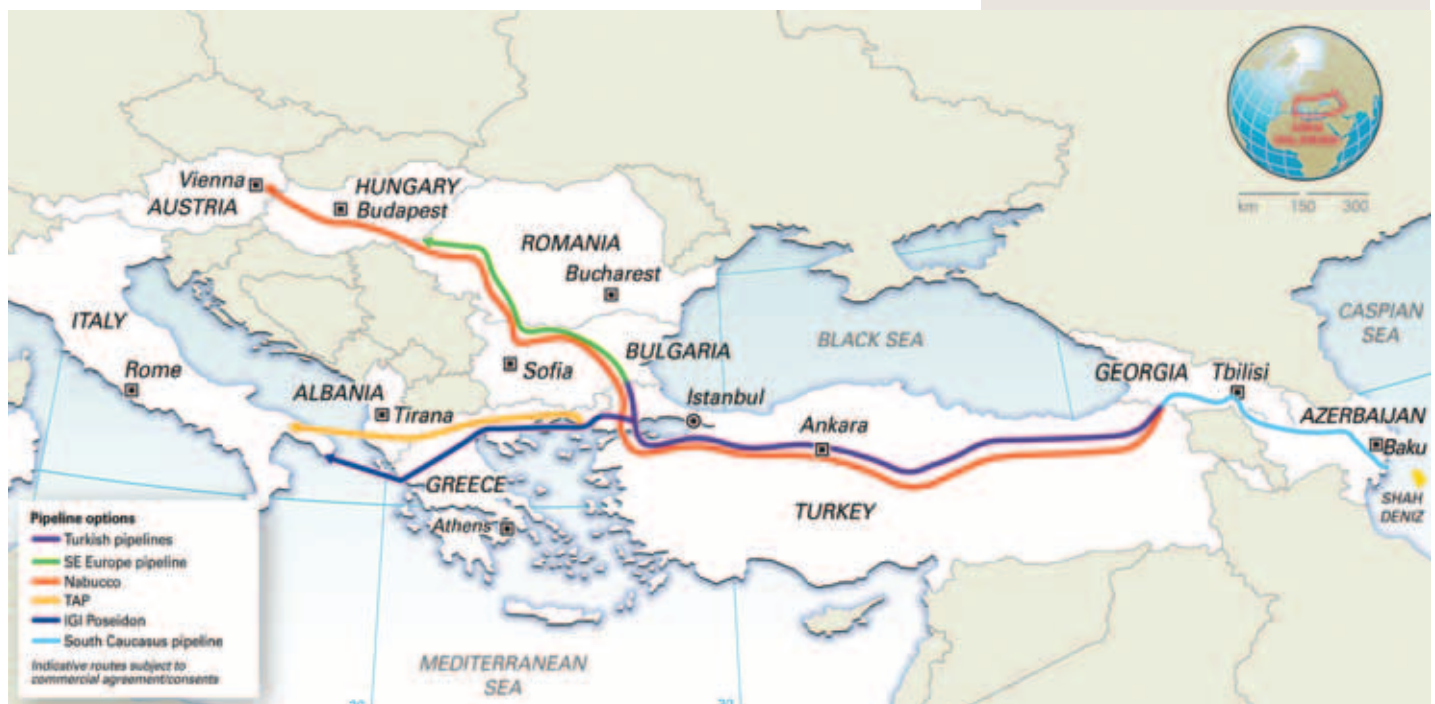 Vienna
AUSTRIA
HUNGARY
Budapest
ROMANIA
Bucharest
km 150 300
CASPIAN
SEA
ITALY
Rome
BLACK SEA
BULGARIA
Sofia
GEORGIA
Tbilisi
ALBANIA
Tirana
Istanbul
Ankara
AZERBAIJAN
Baku
GREECE
Athens
TURKEY
SHAH
DENIZ
Pipeline options
Turkish pipelines
SE Europe pipeline
Nabucco
TAP
IGI Poseidon
South Caucasus pipeline
Indicative routes subject to
commercial agreement/consents
MEDITERRANEAN
SEA